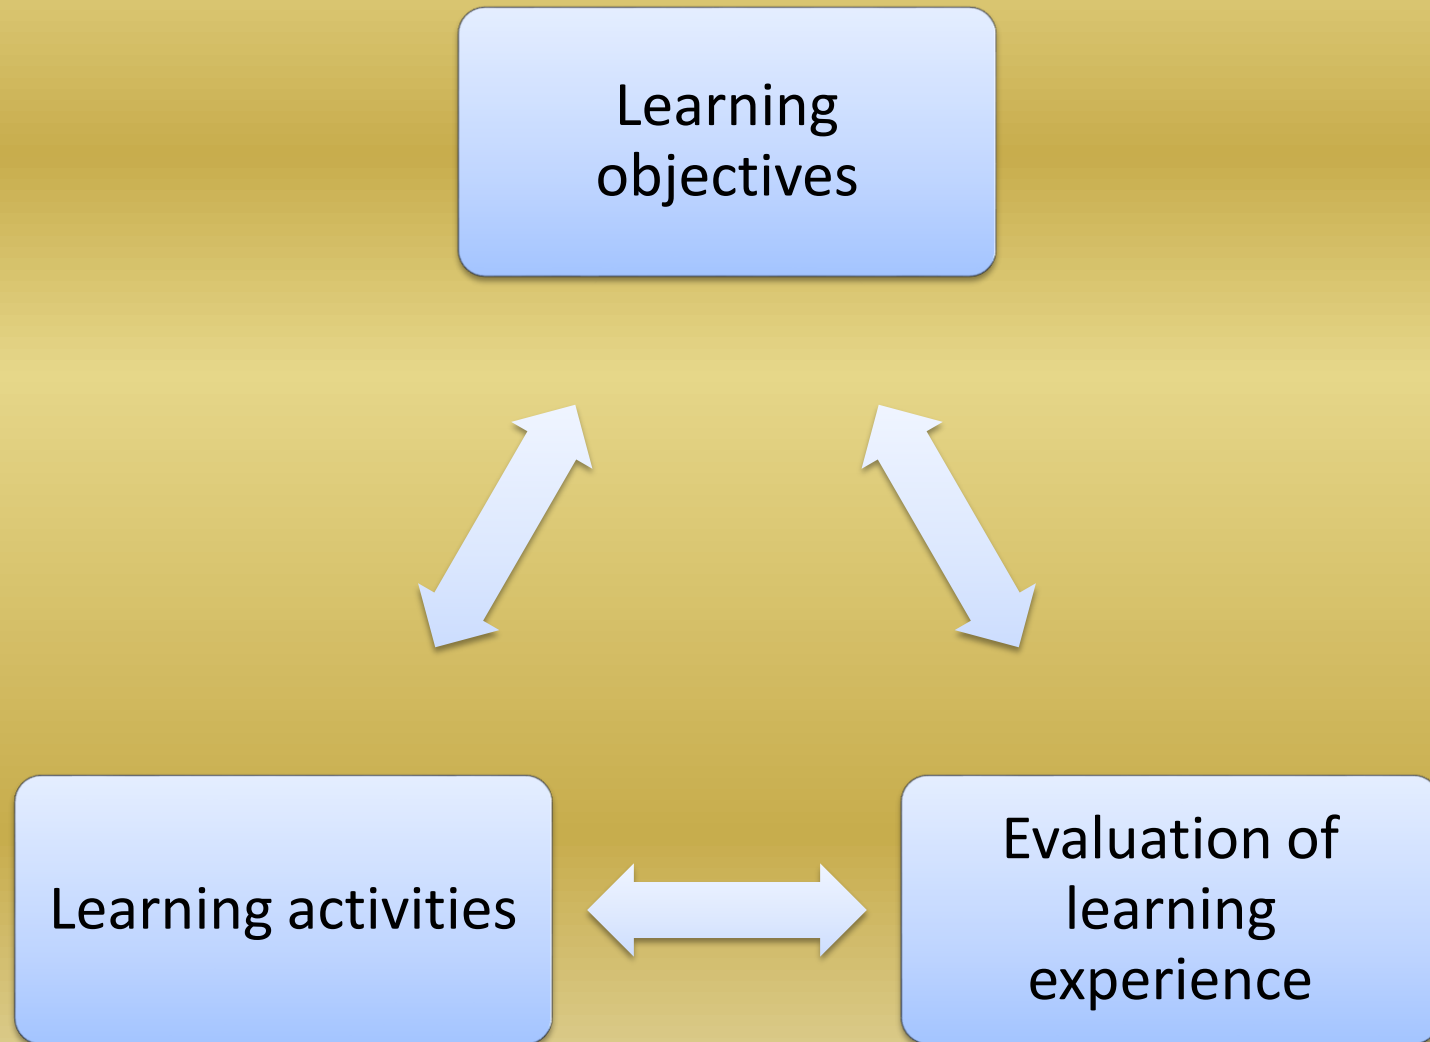 Learning
objectives
Learning activities
Evaluation of
learning
experience